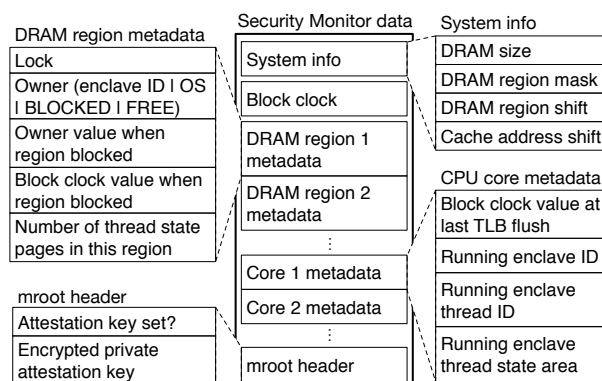 DRAM region metadata
Lock
Owner (enclave ID I OS
I BLOCKED I FREE)
Owner value when
region blocked
Block clock value when
region blocked
Number of thread state
pages in this region
mroot header
Attestation key set?
Encrypted private
attestation key
Security Monitor data
System info
Block clock
DRAM region 1
metadata
DRAM region 2
metadata
⋮
Core 1 metadata
Core 2 metadata
⋮
mroot header
System info
DRAM size
DRAM region mask
DRAM region shift
Cache address shift
CPU core metadata
Block clock value at
last TLB flush
Running enclave ID
Running enclave
thread ID
Running enclave
thread state area